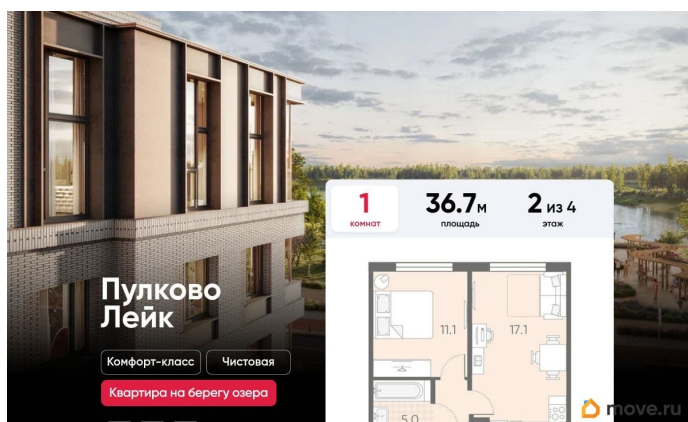 1
комнат
36.7м
площадь
2 из 4
этаж
Пулково
Лейк
Комфорт-класс
Чистовая
Квартира на берегу озера
11.1
17.1
5.0
move.ru